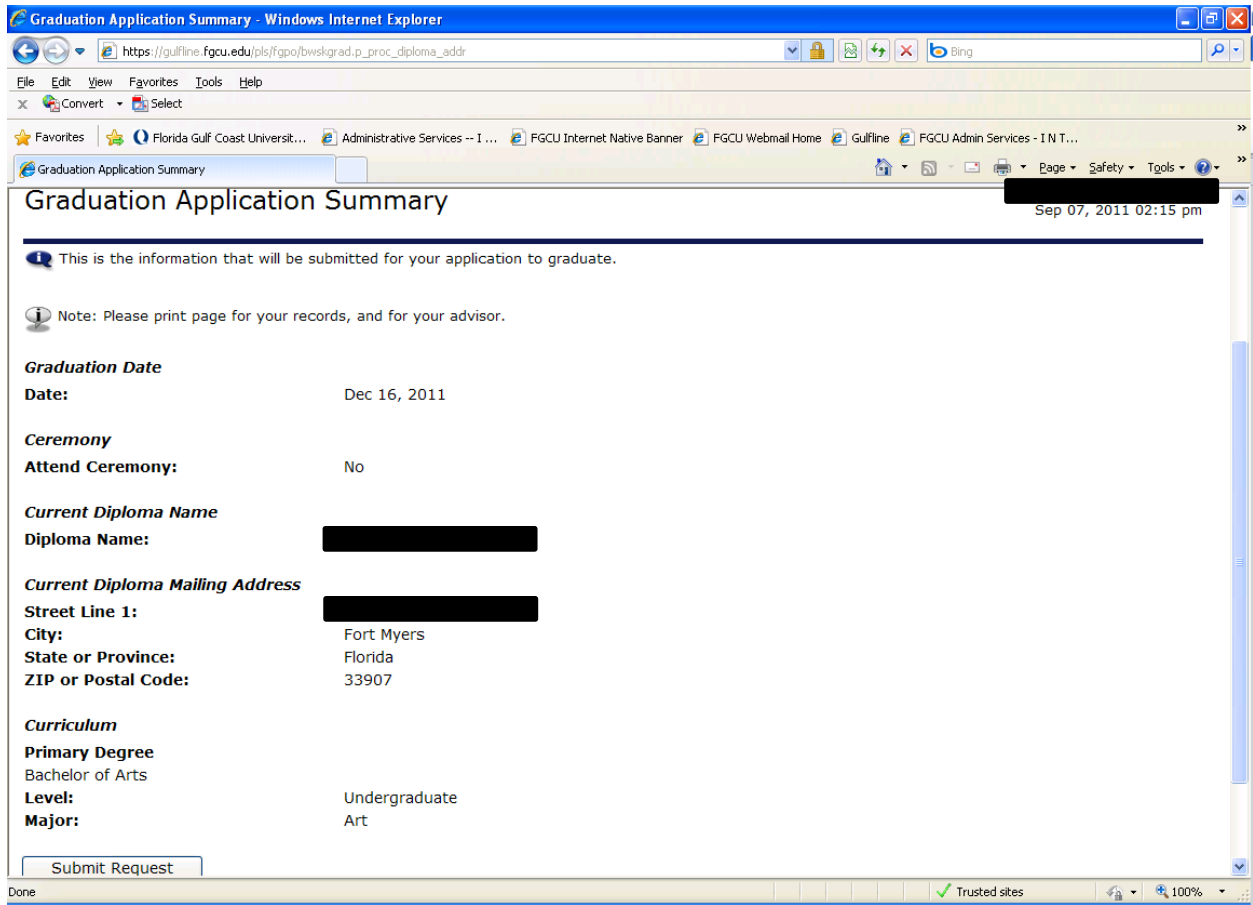 Graduation Application Summary - Windows Internet Explorer
https://gulfline.fgcu.edu/pls/fgpo/bwskgrad.p_proc_diploma_addr Bing
File Edit View Favorites Tools Help
x Convert Select
Favorites Florida Gulf Coast Universit... Administrative Services -- I ... FGCU Internet Native Banner FGCU Webmail Home Gulfline FGCU Admin Services - I N T... »
Graduation Application Summary Page Safety Tools »
Graduation Application Summary
Sep 07, 2011 02:15 pm
This is the information that will be submitted for your application to graduate.
Note: Please print page for your records, and for your advisor.
Graduation Date
Date: Dec 16, 2011
Ceremony
Attend Ceremony: No
Current Diploma Name
Diploma Name:
Current Diploma Mailing Address
Street Line 1:
City: Fort Myers
State or Province: Florida
ZIP or Postal Code: 33907
Curriculum
Primary Degree
Bachelor of Arts
Level: Undergraduate
Major: Art
Submit Request
Done Trusted sites 100%